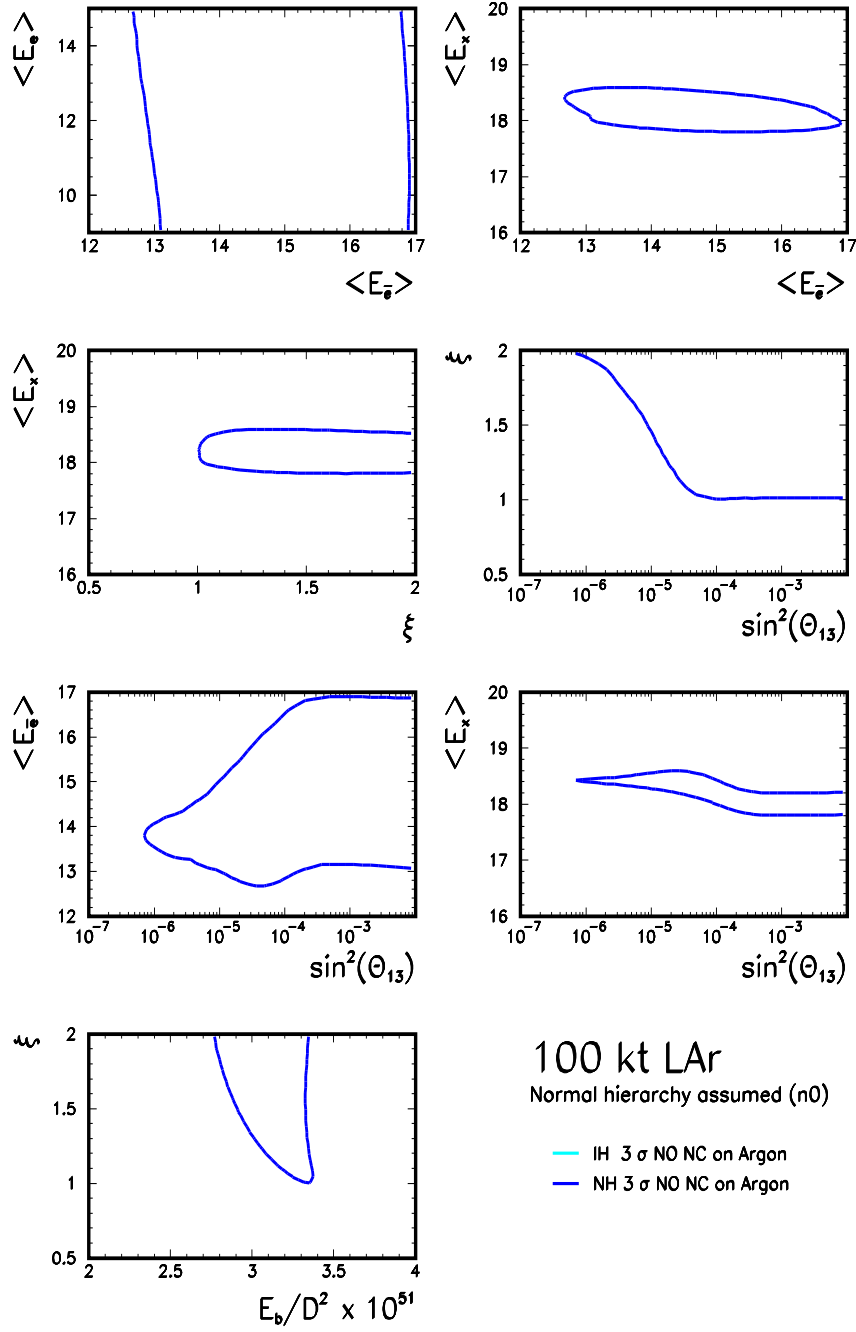 <E_e>
14
12
10
12 13 14 15 16 17
<E_e̅>
<E_x>
20
19
18
17
16
12 13 14 15 16 17
<E_e̅>
<E_x>
20
19
18
17
16
0.5 1 1.5 2
ξ
ξ
2
1.5
1
0.5
10⁻⁷ 10⁻⁶ 10⁻⁵ 10⁻⁴ 10⁻³
sin²(Θ₁₃)
<E_e̅>
17
16
15
14
13
12
10⁻⁷ 10⁻⁶ 10⁻⁵ 10⁻⁴ 10⁻³
sin²(Θ₁₃)
<E_x>
20
19
18
17
16
10⁻⁷ 10⁻⁶ 10⁻⁵ 10⁻⁴ 10⁻³
sin²(Θ₁₃)
ξ
2
1.5
1
0.5
2 2.5 3 3.5 4
E_b/D² x 10⁵¹
100 kt LAr
Normal hierarchy assumed (n0)
IH 3 σ NO NC on Argon
NH 3 σ NO NC on Argon